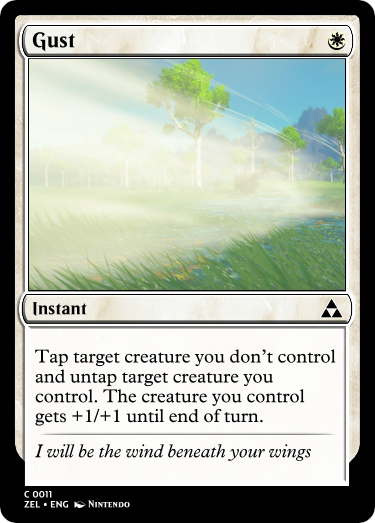 Gust
Instant
Tap target creature you don't control
and untap target creature you
control. The creature you control
gets +1/+1 until end of turn.
I will be the wind beneath your wings
C 0011
ZEL • ENG Nintendo